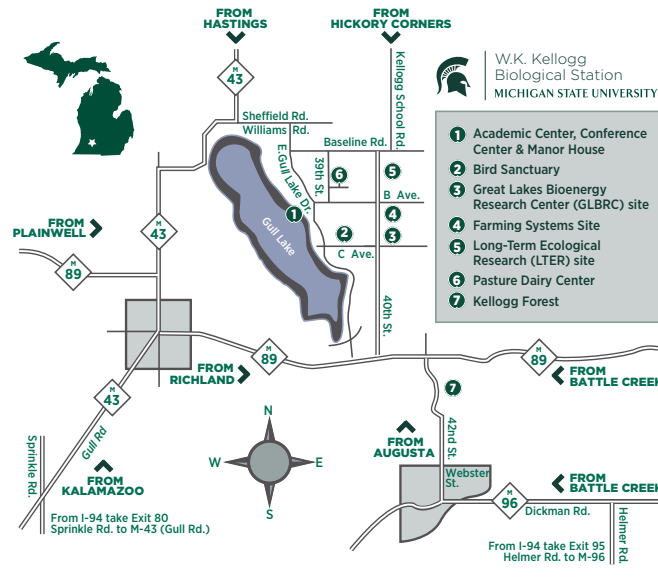 FROM
HASTINGS
FROM
HICKORY CORNERS
M
43
Kellogg School Rd.
W.K. Kellogg
Biological Station
MICHIGAN STATE UNIVERSITY
Sheffield Rd.
Williams Rd.
Baseline Rd.
E.Gull Lake Dr.
39th St.
6
5
B Ave.
1
4
2
3
C Ave.
Gull Lake
40th St.
1 Academic Center, Conference
Center & Manor House
2 Bird Sanctuary
3 Great Lakes Bioenergy
Research Center (GLBRC) site
4 Farming Systems Site
5 Long-Term Ecological
Research (LTER) site
6 Pasture Dairy Center
7 Kellogg Forest
FROM
PLAINWELL
M
43
M
89
M
89
M
89
FROM
RICHLAND
FROM
BATTLE CREEK
M
43
7
Gull Rd
Sprinkle Rd.
N
W
E
S
FROM
AUGUSTA
42nd St.
Webster
St.
FROM
KALAMAZOO
FROM
BATTLE CREEK
M
96
Dickman Rd.
Helmer Rd.
From I-94 take Exit 80
Sprinkle Rd. to M-43 (Gull Rd.)
From I-94 take Exit 95
Helmer Rd. to M-96